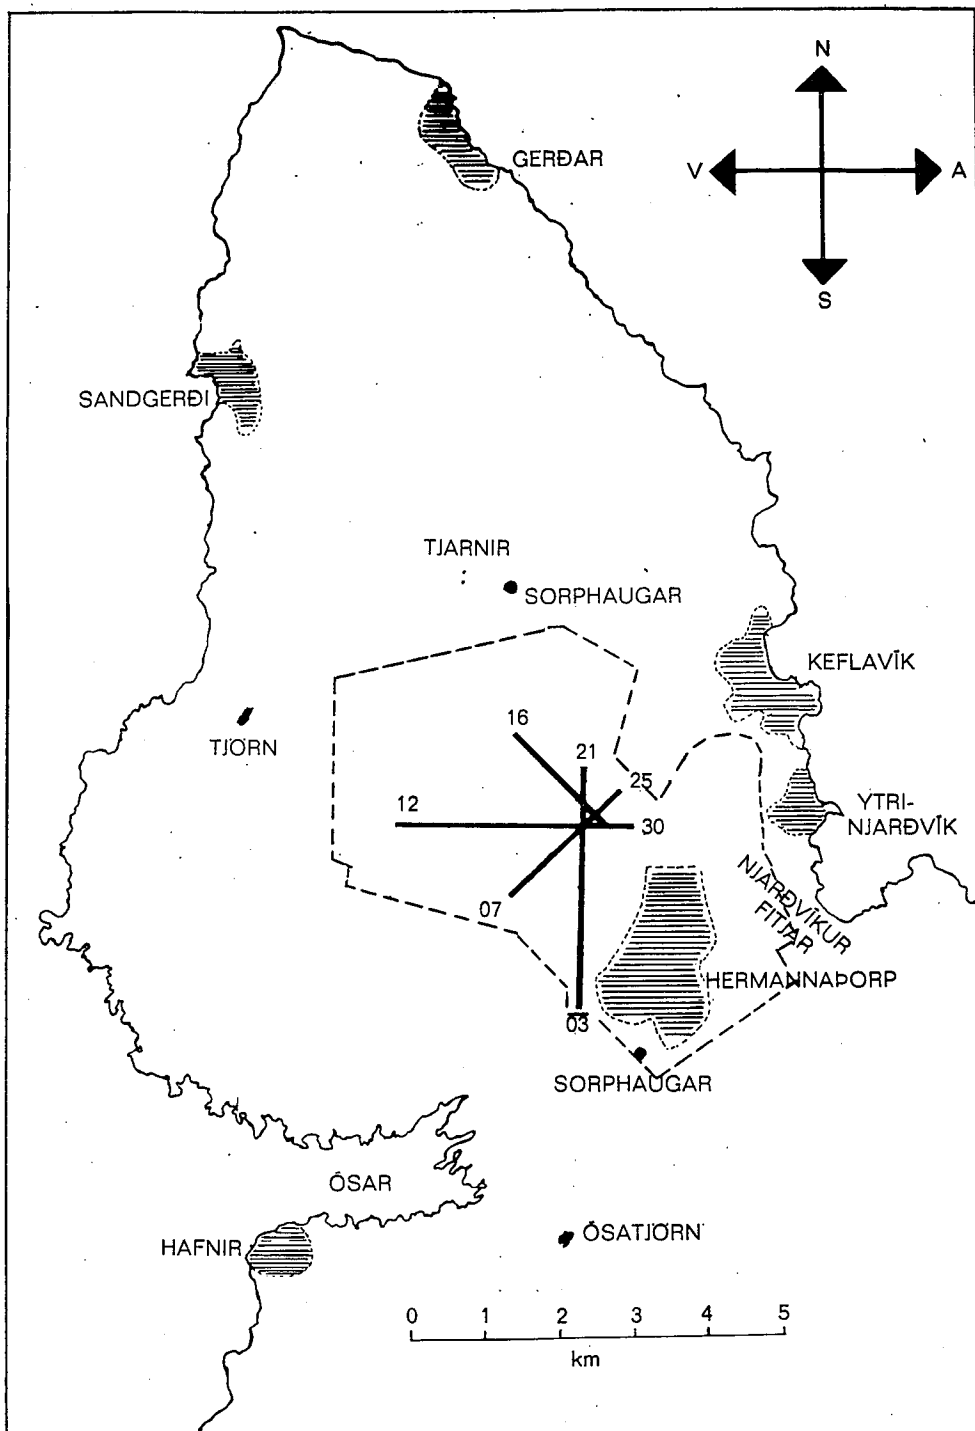 N
GERÐAR
V
A
S
SANDGERÐI
TJARNIR
SORPHAUGAR
KEFLAVÍK
TJÖRN
16
21
25
12
30
YTRI-
NJARÐVÍK
07
NJARÐVÍKUR
FITJAR
HERMANNAÞORP
03
SORPHAUGAR
ÓSAR
ÓSATJÖRN
HAFNIR
0 1 2 3 4 5
km